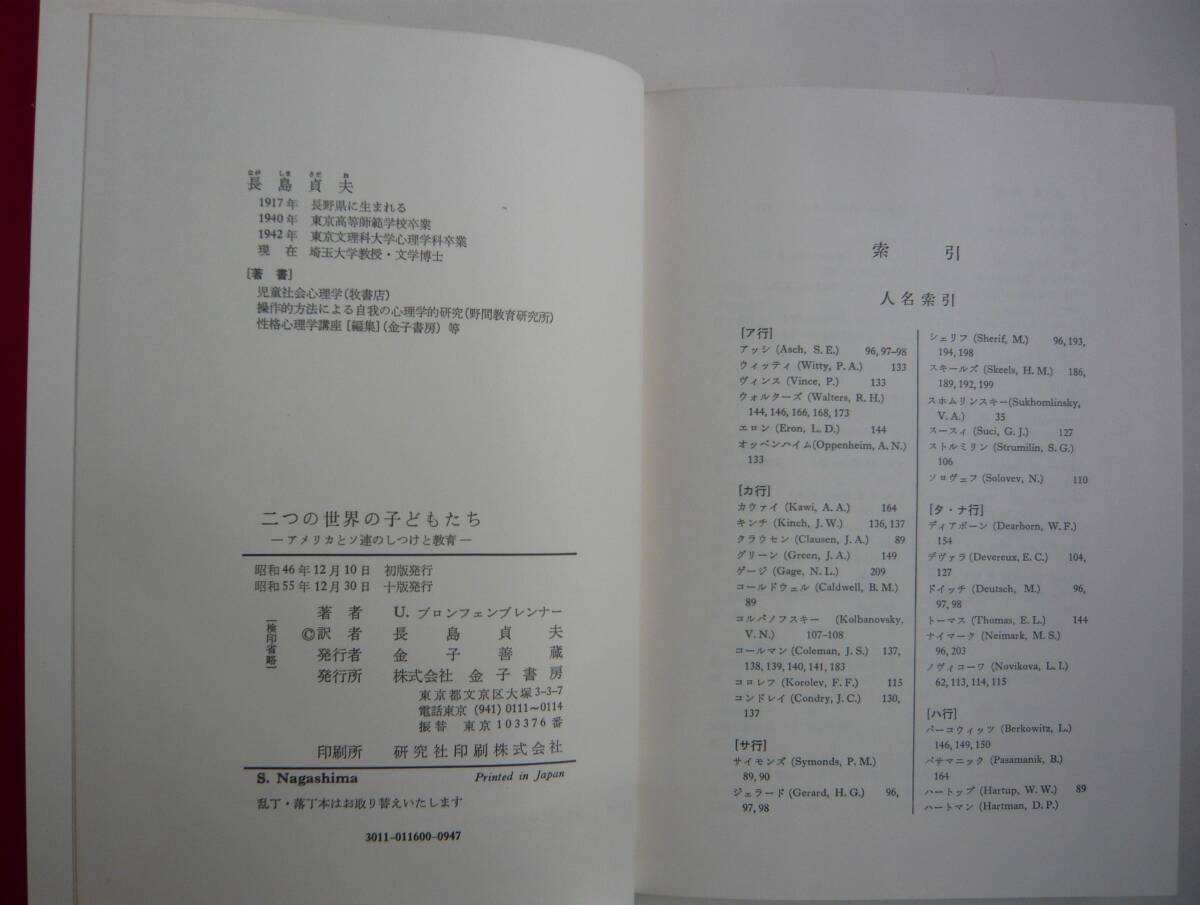 なが しま さだ お
長島貞夫
1917年 長野県に生まれる
1940年 東京高等師範学校卒業
1942年 東京文理科大学心理学科卒業
現在 埼玉大学教授・文学博士
[著書]
児童社会心理学(牧書店)
操作的方法による自我の心理学的研究(野間教育研究所)
性格心理学講座[編集](金子書房)等
二つの世界の子どもたち
―アメリカとソ連のしつけと教育―
昭和46年12月10日 初版発行
昭和55年12月30日 十版発行
[検印省略]
著者 U. ブロンフェンブレンナー
©訳者 長島貞夫
発行者 金子善蔵
発行所 株式会社 金子書房
東京都文京区大塚3-3-7
電話東京 (941) 0111〜0114
振替 東京103376番
印刷所 研究社印刷株式会社
S. Nagashima Printed in Japan
乱丁・落丁本はお取り替えいたします
3011-011600-0947
索引
人名索引
[ア行]
アッシ (Asch, S. E.) 96, 97-98
ウィッティ (Witty, P. A.) 133
ヴィンス (Vince, P.) 133
ウォルターズ (Walters, R. H.)
144, 146, 166, 168, 173
エロン (Eron, L. D.) 144
オッペンハイム(Oppenheim, A. N.)
133
[カ行]
カウァイ (Kawi, A. A.) 164
キンチ (Kinch, J. W.) 136, 137
クラウセン (Clausen, J. A.) 89
グリーン (Green, J. A.) 149
ゲージ (Gage, N. L.) 209
コールドウェル (Caldwell, B. M.)
89
コルパノフスキー (Kolbanovsky,
V. N.) 107-108
コールマン (Coleman, J. S.) 137,
138, 139, 140, 141, 183
コロレフ (Korolev, F. F.) 115
コンドレイ (Condry, J. C.) 130,
137
[サ行]
サイモンズ (Symonds, P. M.)
89, 90
ジェラード (Gerard, H. G.) 96,
97, 98
シェリフ (Sherif, M.) 96, 193,
194, 198
スキールズ (Skeels, H. M.) 186,
189, 192, 199
スホムリンスキー(Sukhomlinsky,
V. A.) 35
スースィ (Suci, G. J.) 127
ストルミリン (Strumilin, S. G.)
106
ソロヴェフ (Solovev, N.) 110
[タ・ナ行]
ディアボーン (Dearborn, W. F.)
154
デヴァラ (Devereux, E. C.) 104,
127
ドイッチ (Deutsch, M.) 96,
97, 98
トーマス (Thomas, E. L.) 144
ナイマーク (Neimark, M. S.)
96, 203
ノヴィコーワ (Novikova, L. I.)
62, 113, 114, 115
[ハ行]
バーコウィッツ (Berkowitz, L.)
146, 149, 150
パサマニック (Pasamanik, B.)
164
ハートップ (Hartup, W. W.) 89
ハートマン (Hartman, D. P.)